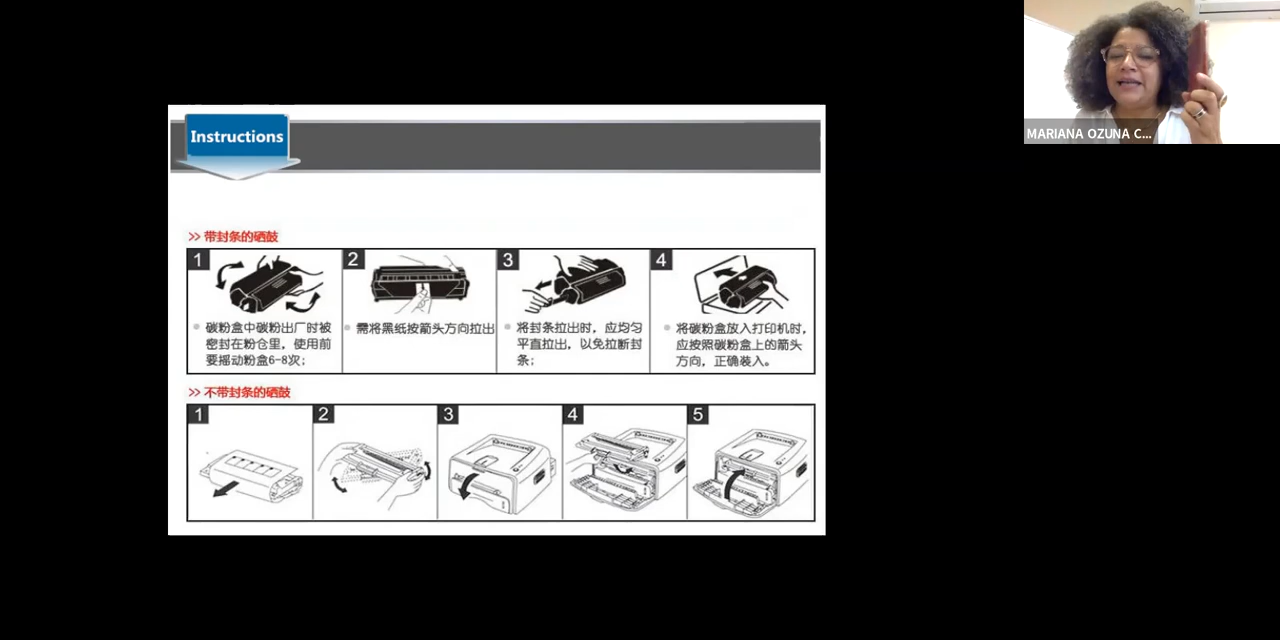 MARIANA OZUNA C...
Instructions
>> 带封条的硒鼓
1
2
3
4
碳粉盒中碳粉出厂时被
密封在粉仓里，使用前
要摇动粉盒6-8次；
需将黑纸按箭头方向拉出
将封条拉出时，应均匀
平直拉出，以免拉断封
条；
将碳粉盒放入打印机时，
应按照碳粉盒上的箭头
方向，正确装入。
>> 不带封条的硒鼓
1
2
3
4
5